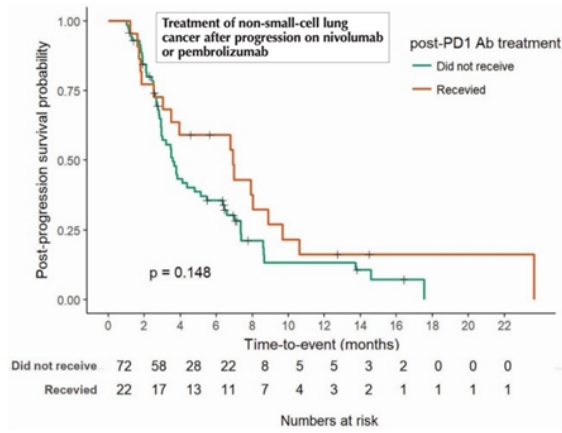 Treatment of non-small-cell lung
cancer after progression on nivolumab
or pembrolizumab
post-PD1 Ab treatment
Did not receive
Recevied
Post-progression survival probability
1.00
0.75
0.50
0.25
0.00
p = 0.148
0 2 4 6 8 10 12 14 16 18 20 22
Time-to-event (months)
Did not receive 72 58 28 22 8 5 5 3 2 0 0 0
Recevied 22 17 13 11 7 4 3 2 1 1 1 1
Numbers at risk